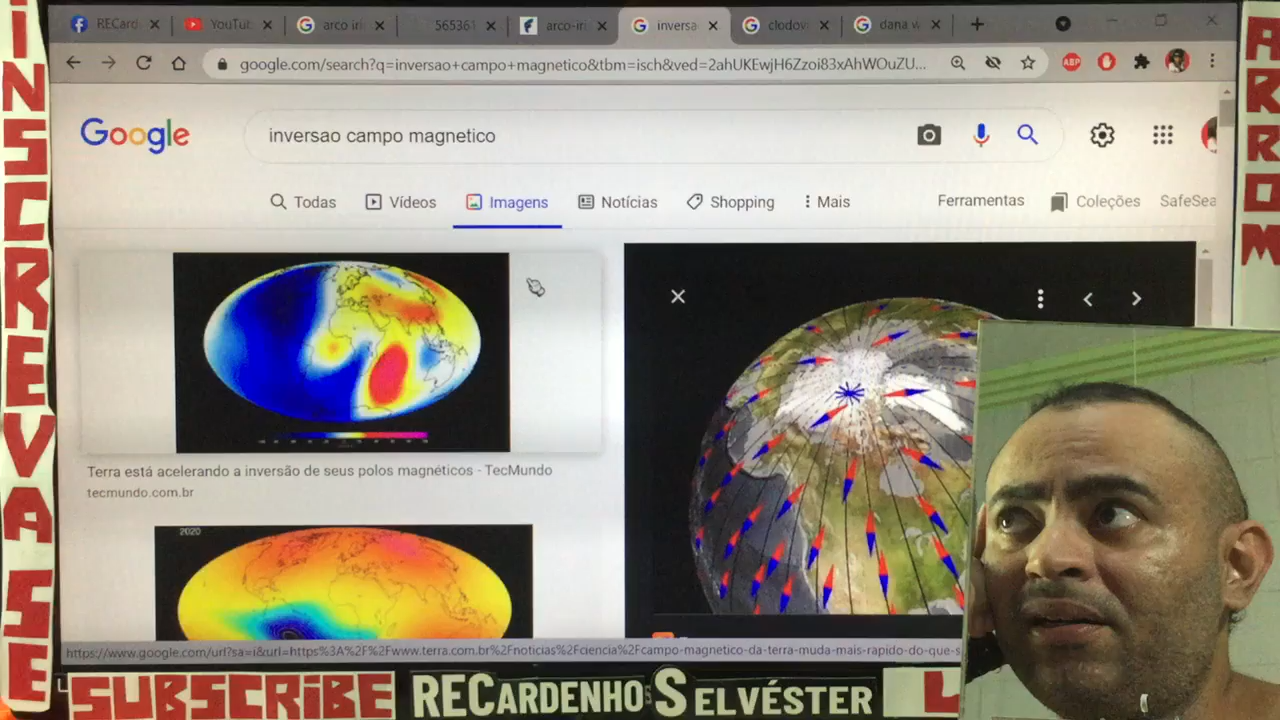 INSCREVA SE
ARROM
RECard
YouTub
arco iri
565361
arco-iri
inversa
clodov
dana w
google.com/search?q=inversao+campo+magnetico&tbm=isch&ved=2ahUKEwjH6Zzoi83xAhWOuZU...
ABP
Google
inversao campo magnetico
Todas
Vídeos
Imagens
Notícias
Shopping
Mais
Ferramentas
Coleções
SafeSea
Terra está acelerando a inversão de seus polos magnéticos - TecMundo
tecmundo.com.br
2020
https://www.google.com/url?sa=i&url=https%3A%2F%2Fwww.terra.com.br%2Fnoticias%2Fciencia%2Fcampo-magnetico-da-terra-muda-mais-rapido-do-que-s
SUBSCRiBE
RECARDENHO SELVÉSTER